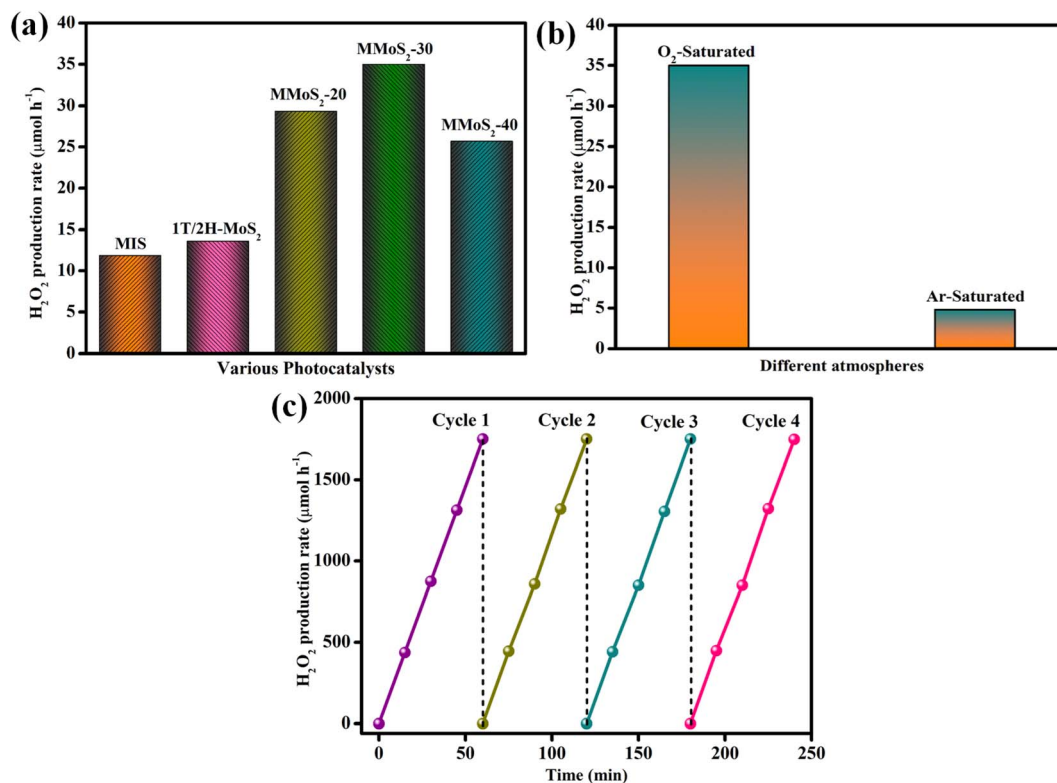 (a)
H₂O₂ production rate (μmol h⁻¹)
40
35
30
25
20
15
10
5
0
MIS
1T/2H-MoS₂
MMoS₂-20
MMoS₂-30
MMoS₂-40
Various Photocatalysts
(b)
H₂O₂ production rate (μmol h⁻¹)
40
35
30
25
20
15
10
5
0
O₂-Saturated
Ar-Saturated
Different atmospheres
(c)
H₂O₂ production rate (μmol h⁻¹)
2000
1500
1000
500
0
Cycle 1
Cycle 2
Cycle 3
Cycle 4
0
50
100
150
200
250
Time (min)